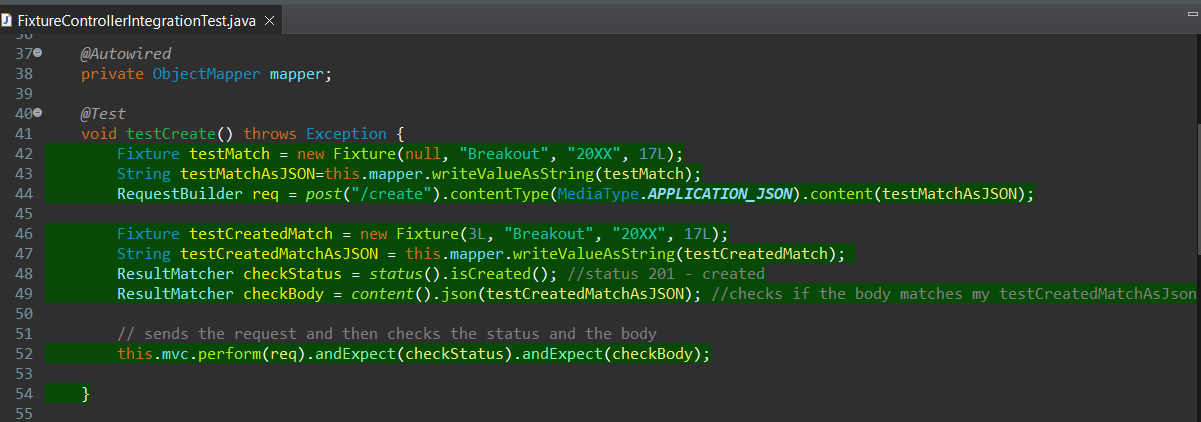 FixtureControllerIntegrationTest.java
36
37 @Autowired
38 private ObjectMapper mapper;
39
40 @Test
41 void testCreate() throws Exception {
42 Fixture testMatch = new Fixture(null, "Breakout", "20XX", 17L);
43 String testMatchAsJSON=this.mapper.writeValueAsString(testMatch);
44 RequestBuilder req = post("/create").contentType(MediaType.APPLICATION_JSON).content(testMatchAsJSON);
45
46 Fixture testCreatedMatch = new Fixture(3L, "Breakout", "20XX", 17L);
47 String testCreatedMatchAsJSON = this.mapper.writeValueAsString(testCreatedMatch);
48 ResultMatcher checkStatus = status().isCreated(); //status 201 - created
49 ResultMatcher checkBody = content().json(testCreatedMatchAsJSON); //checks if the body matches my testCreatedMatchAsJson
50
51 // sends the request and then checks the status and the body
52 this.mvc.perform(req).andExpect(checkStatus).andExpect(checkBody);
53
54 }
55